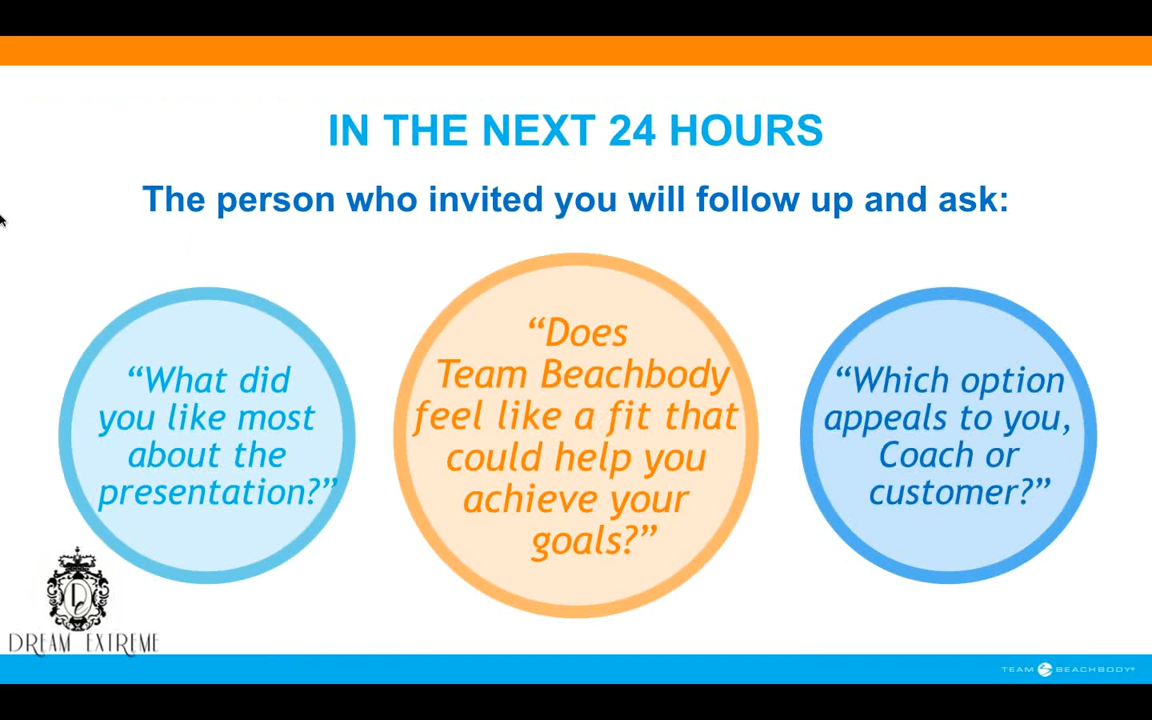 IN THE NEXT 24 HOURS
The person who invited you will follow up and ask:
“What did
you like most
about the
presentation?”
“Does
Team Beachbody
feel like a fit that
could help you
achieve your
goals?”
“Which option
appeals to you,
Coach or
customer?”
D
DREAM EXTREME
TEAM BEACHBODY®